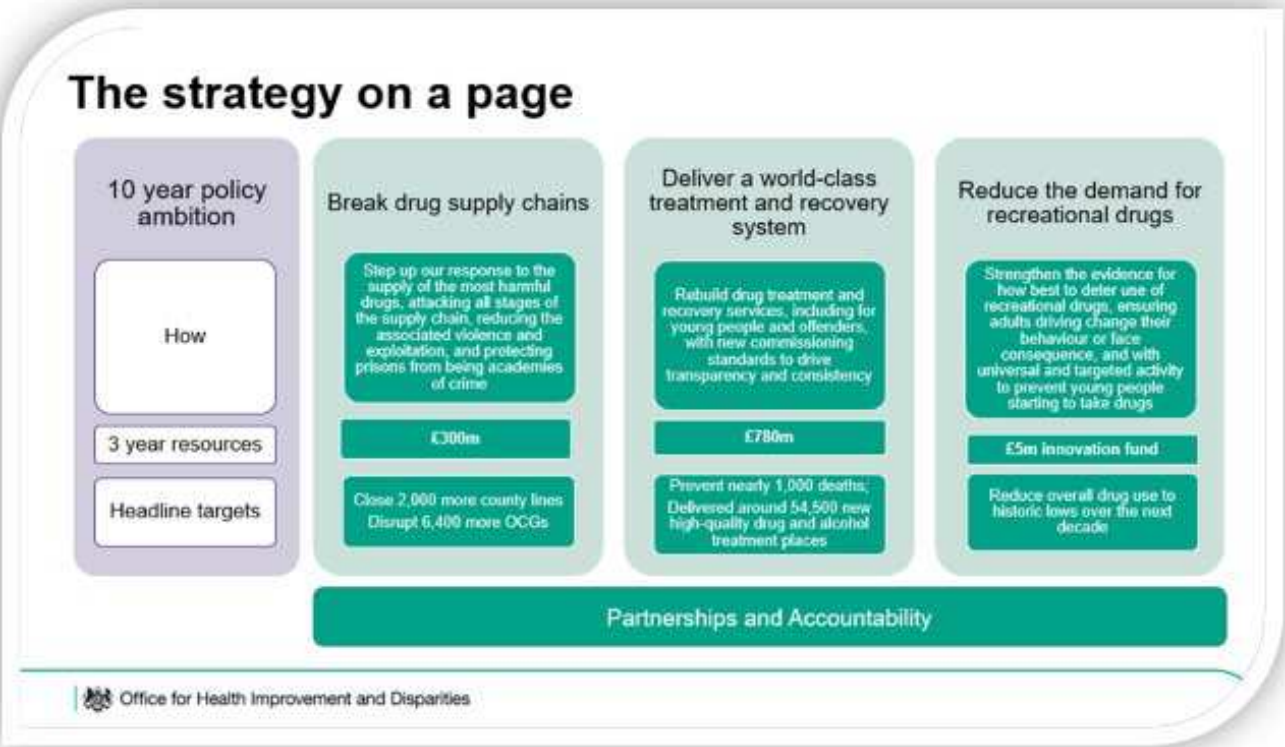 The strategy on a page
10 year policy
ambition
How
3 year resources
Headline targets
Break drug supply chains
Step up our response to the
supply of the most harmful
drugs, attacking all stages of
the supply chain, reducing the
associated violence and
exploitation, and protecting
prisons from being academies
of crime
£300m
Close 2,000 more county lines
Disrupt 6,400 more OCGs
Deliver a world-class
treatment and recovery
system
Rebuild drug treatment and
recovery services, including for
young people and offenders,
with new commissioning
standards to drive
transparency and consistency
£780m
Prevent nearly 1,000 deaths;
Delivered around 54,500 new
high-quality drug and alcohol
treatment places
Reduce the demand for
recreational drugs
Strengthen the evidence for
how best to deter use of
recreational drugs, ensuring
adults driving change their
behaviour or face
consequence, and with
universal and targeted activity
to prevent young people
starting to take drugs
£5m innovation fund
Reduce overall drug use to
historic lows over the next
decade
Partnerships and Accountability
Office for Health Improvement and Disparities